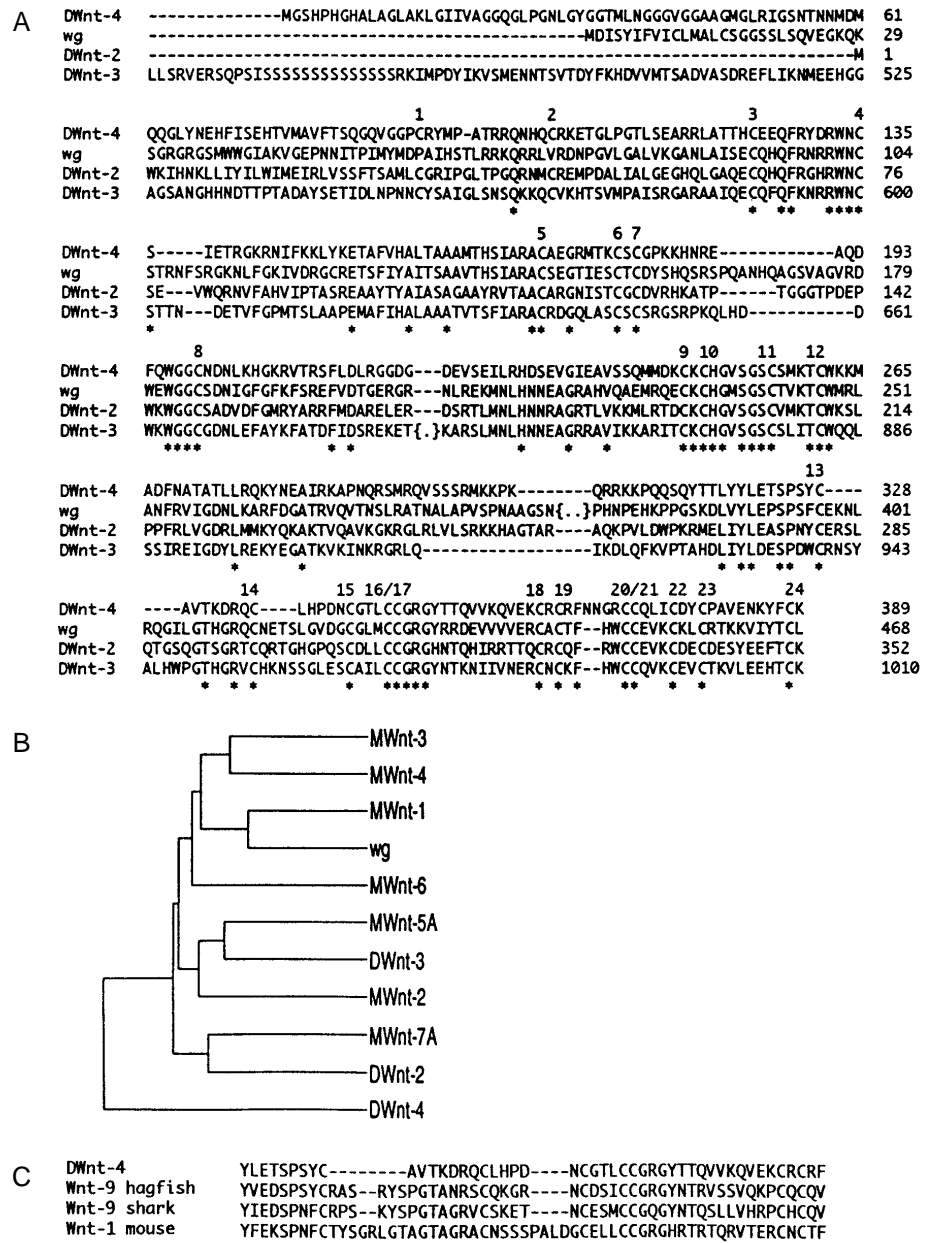 A
DWnt-4 --------------MGSHPHGHALAGLAKLGIIVAGGQGLPGNLGYGGTMLNGGGVGGAAGMGLRIGSNTNNMDM 61
wg ----------------------------------------------MDISYIFVICLMALCSGGSSLSQVEGKQK 29
DWnt-2 --------------------------------------------------------------------------M 1
DWnt-3 LLSRVERSQPSISSSSSSSSSSSSSSRKIMPDYIKVSMENNTSVTDYFKHDVVMTSADVASDREFLIKNMEEHGG 525
1 2 3 4
DWnt-4 QQGLYNEHFISEHTVMAVFTSQGQVGGPCRYMP-ATRRQNHQCRKETGLPGTLSEARRLATTHCEEQFRYDRWNC 135
wg SGRGRGSMWWGIAKVGEPNNITPIMYMDPAIHSTLRRKQRRLVRDNPGVLGALVKGANLAISECQHQFRNRRWNC 104
DWnt-2 WKIHNKLLIYILWIMEIRLVSSFTSAMLCGRIPGLTPGQRNMCREMPDALIALGEGHQLGAQECQHQFRGHRWNC 76
DWnt-3 AGSANGHHNDTTPTADAYSETIDLNPNNCYSAIGLSNSQKKQCVKHTSVMPAISRGARAAIQECQFQFKNRRWNC 600
* * ** ****
5 6 7
DWnt-4 S-----IETRGKRNIFKKLYKETAFVHALTAAAMTHSIARACAEGRMTKCSCGPKKHNRE------------AQD 193
wg STRNFSRGKNLFGKIVDRGCRETSFIYAITSAAVTHSIARACSEGTIESCTCDYSHQSRSPQANHQAGSVAGVRD 179
DWnt-2 SE---VWQRNVFAHVIPTASREAAYTYAIASAGAAYRVTAACARGNISTCGCDVRHKATP-------TGGGTPDEP 142
DWnt-3 STTN---DETVFGPMTSLAAPEMAFIHALAAATVTSFIARACRDGQLASCSCSRGSRPKQLHD-----------D 661
* * * * ** * * *
8 9 10 11 12
DWnt-4 FQWGGCNDNLKHGKRVTRSFLDLRGGDG---DEVSEILRHDSEVGIEAVSSQMMDKCKCHGVSGSCSMKTCWKKM 265
wg WEWGGCSDNIGFGFKFSREFVDTGERGR---NLREKMNLHNNEAGRAHVQAEMRQECKCHGMSGSCTVKTCWMRL 251
DWnt-2 WKWGGCSADVDFGMRYARRFMDARELER---DSRTLMNLHNNRAGRTLVKKMLRTDCKCHGVSGSCVMKTCWKSL 214
DWnt-3 WKWGGCGDNLEFAYKFATDFIDSREKET{.}KARSLMNLHNNEAGRRAVIKKARITCKCHGVSGSCSLITCWQQL 886
**** * * * * * ***** **** ***
13
DWnt-4 ADFNATATLLRQKYNEAIRKAPNQRSMRQVSSSRMKKPK--------QRRKKPQQSQYTTLYYLETSPSYC---- 328
wg ANFRVIGDNLKARFDGATRVQVTNSLRATNALAPVSPNAAGSN{..}PHNPEHKPPGSKDLVYLEPSPSFCEKNL 401
DWnt-2 PPFRLVGDRLMMKYQKAKTVQAVKGKRGLRLVLSRKKHAGTAR----AQKPVLDWPKRMELIYLEASPNYCERSL 285
DWnt-3 SSIREIGDYLREKYEGATKVKINKRGRLQ---------------IKDLQFKVPTAHDLIYLDESPDWCRNSY 943
* * * ** ** *
14 15 16/17 18 19 20/21 22 23 24
DWnt-4 ----AVTKDRQC----LHPDNCGTLCCGRGYTTQVVKQVEKCRCRFNNGRCCQLICDYCPAVENKYFCK 389
wg RQGILGTHGRQCNETSLGVDGCGLMCCGRGYRRDEVVVVERCACTF--HWCCEVKCKLCRTKKVIYTCL 468
DWnt-2 QTGSQGTSGRTCQRTGHGPQSCDLLCCGRGHNTQHIRRTTQCRCQF--RWCCEVKCDECDESYEEFTCK 352
DWnt-3 ALHWPGTHGRVCHKNSSGLESCAILCCGRGYNTKNIIVNERCNCKF--HWCCQVKCEVCTKVLEEHTCK 1010
* * * * ***** * * * ** * * *
B
MWnt-3
MWnt-4
MWnt-1
wg
MWnt-6
MWnt-5A
DWnt-3
MWnt-2
MWnt-7A
DWnt-2
DWnt-4
C
DWnt-4 YLETSPSYC--------AVTKDRQCLHPD----NCGTLCCGRGYTTQVVKQVEKCRCRF
Wnt-9 hagfish YVEDSPSYCRAS--RYSPGTANRSCQKGR----NCDSICCGRGYNTRVSSVQKPCQCQV
Wnt-9 shark YIEDSPNFCRPS--KYSPGTAGRVCSKET----NCESMCCGQGYNTQSLLVHRPCHCQV
Wnt-1 mouse YFEKSPNFCTYSGRLGTAGTAGRACNSSSPALDGCELLCCGRGHRTRTQRVTERCNCTF